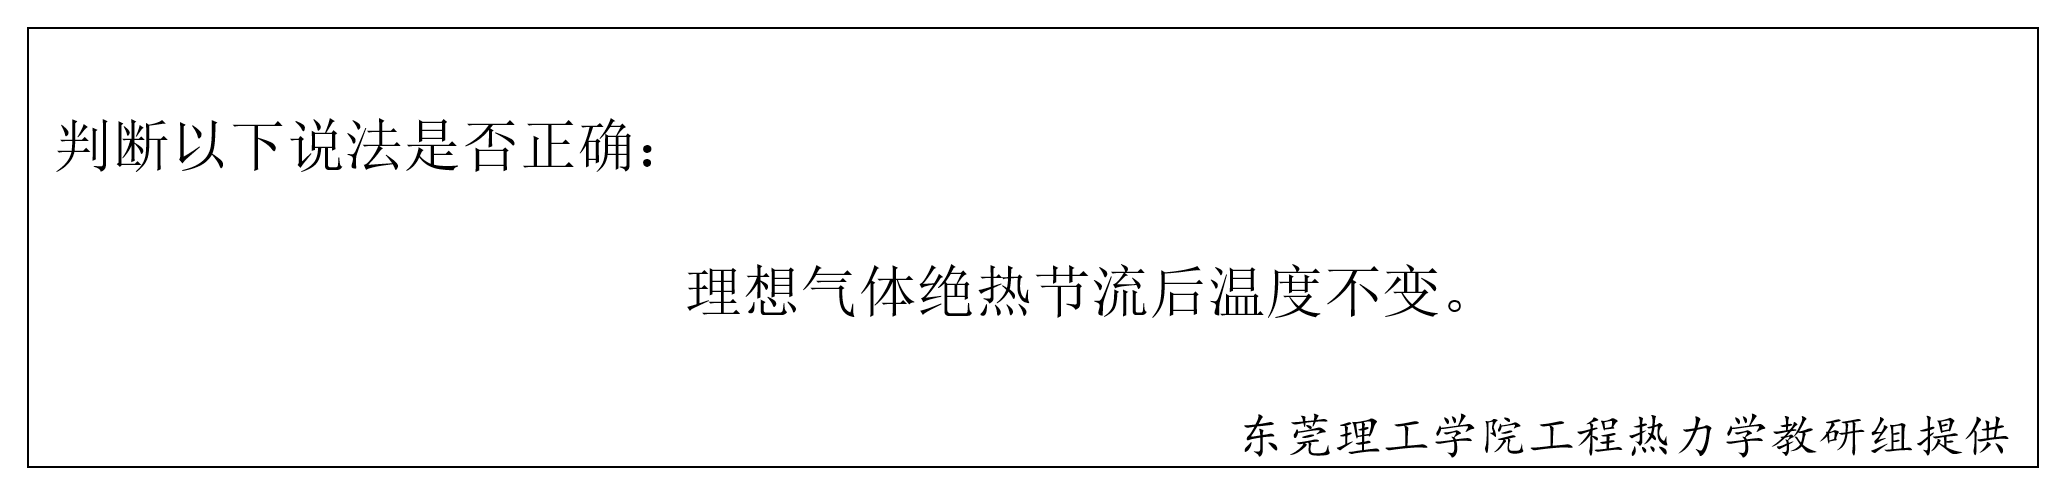 判断以下说法是否正确：
理想气体绝热节流后温度不变。
东莞理工学院工程热力学教研组提供